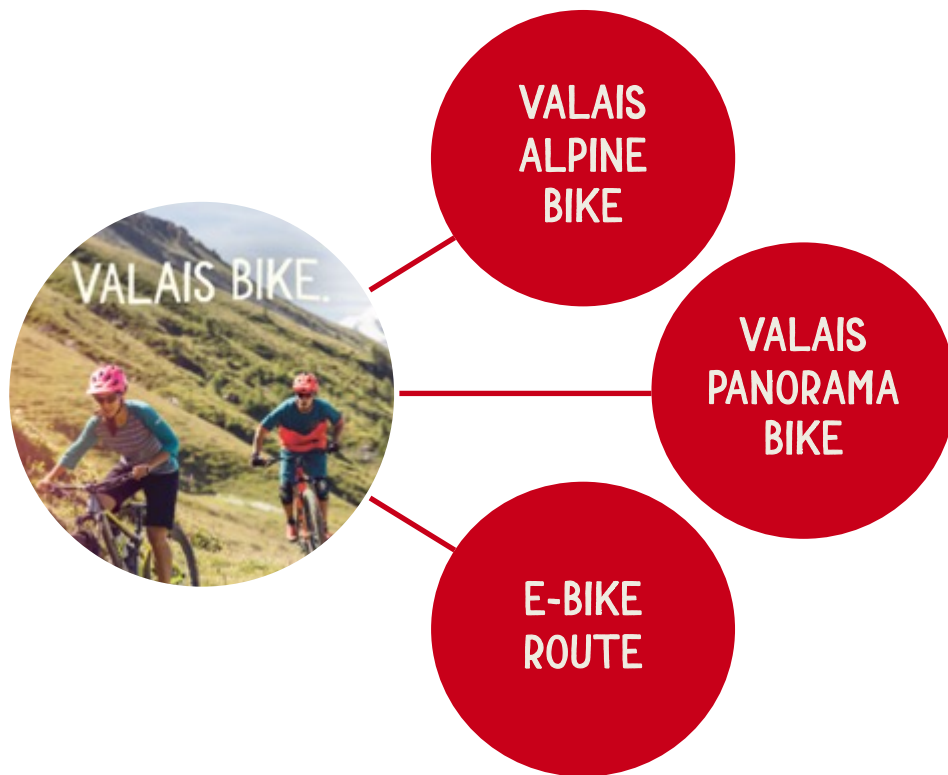 VALAIS
ALPINE
BIKE
VALAIS BIKE.
VALAIS
PANORAMA
BIKE
E-BIKE
ROUTE